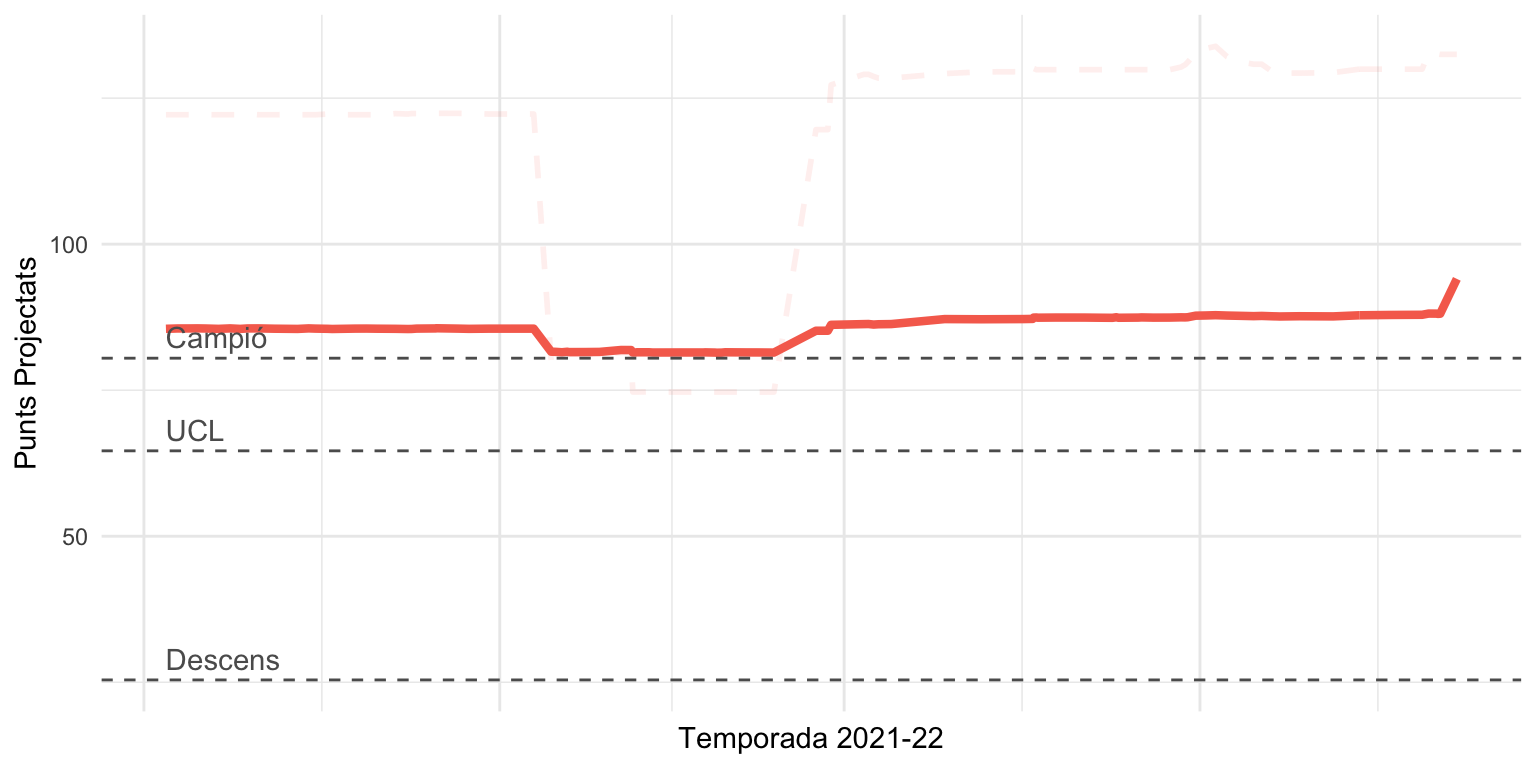 Punts Projectats
100
50
Campió
UCL
Descens
Temporada 2021-22